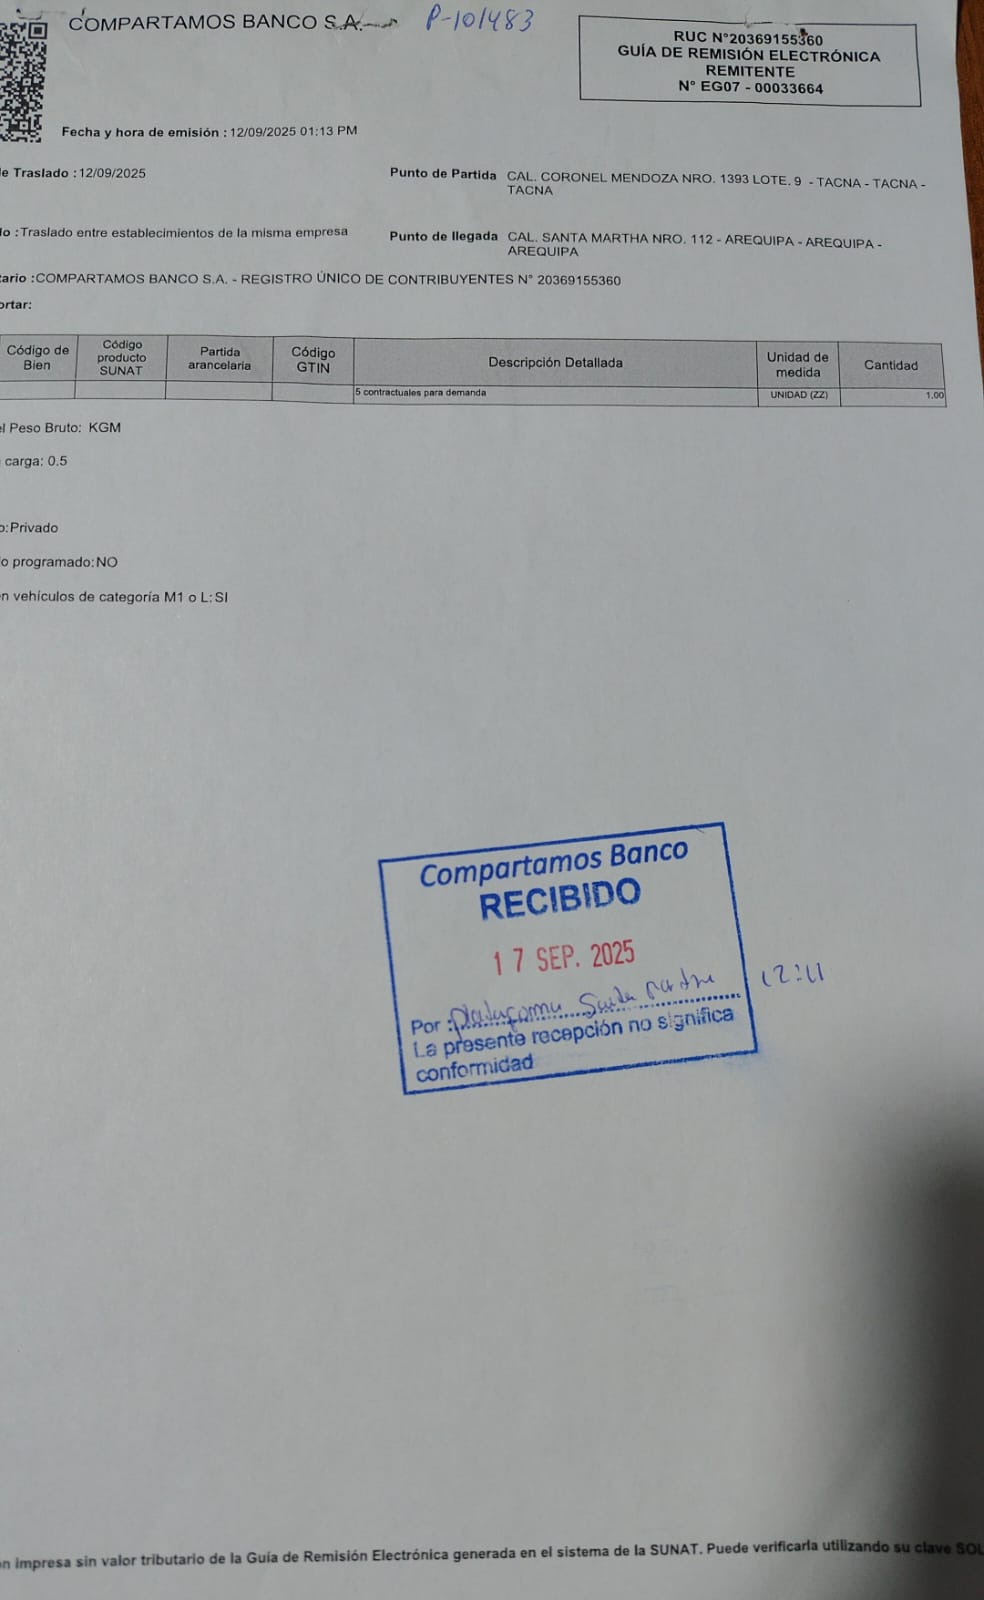 COMPARTAMOS BANCO S.A.
P-101483
RUC N°20369155360
GUÍA DE REMISIÓN ELECTRÓNICA
REMITENTE
N° EG07 - 00033664
Fecha y hora de emisión : 12/09/2025 01:13 PM
e Traslado : 12/09/2025
Punto de Partida CAL. CORONEL MENDOZA NRO. 1393 LOTE. 9 - TACNA - TACNA -
TACNA
do : Traslado entre establecimientos de la misma empresa
Punto de llegada CAL. SANTA MARTHA NRO. 112 - AREQUIPA - AREQUIPA -
AREQUIPA
tario : COMPARTAMOS BANCO S.A. - REGISTRO ÚNICO DE CONTRIBUYENTES N° 20369155360
ortar:
Código de Bien Código producto SUNAT Partida arancelaria Código GTIN Descripción Detallada Unidad de medida Cantidad
5 contractuales para demanda UNIDAD (ZZ) 1.00
el Peso Bruto: KGM
carga: 0.5
o: Privado
o programado: NO
en vehículos de categoría M1 o L: SI
Compartamos Banco
RECIBIDO
17 SEP. 2025
12:11
Por :
La presente recepción no significa
conformidad
n impresa sin valor tributario de la Guía de Remisión Electrónica generada en el sistema de la SUNAT. Puede verificarla utilizando su clave SOL